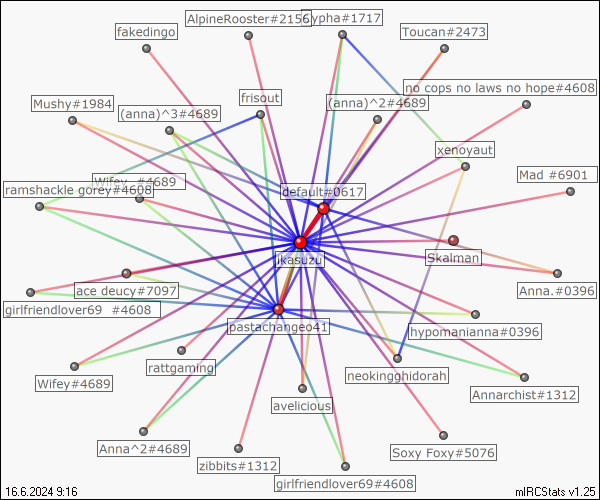 AlpineRooster#2156
cypha#1717
fakedingo
Toucan#2473
no cops no laws no hope#4608
frisout
(anna)^2#4689
Mushy#1984
(anna)^3#4689
xenoyaut
Mad #6901
Wifey #4689
ramshackle gorey#4608
default#0617
Skalman
jkasuzu
ace deucy#7097
Anna.#0396
girlfriendlover69 #4608
pastachangeo41
hypomanianna#0396
rattgaming
neokingghidorah
Wifey#4689
Annarchist#1312
avelicious
Anna^2#4689
Soxy Foxy#5076
zibbits#1312
girlfriendlover69#4608
16.6.2024 9:16
mIRCStats v1.25